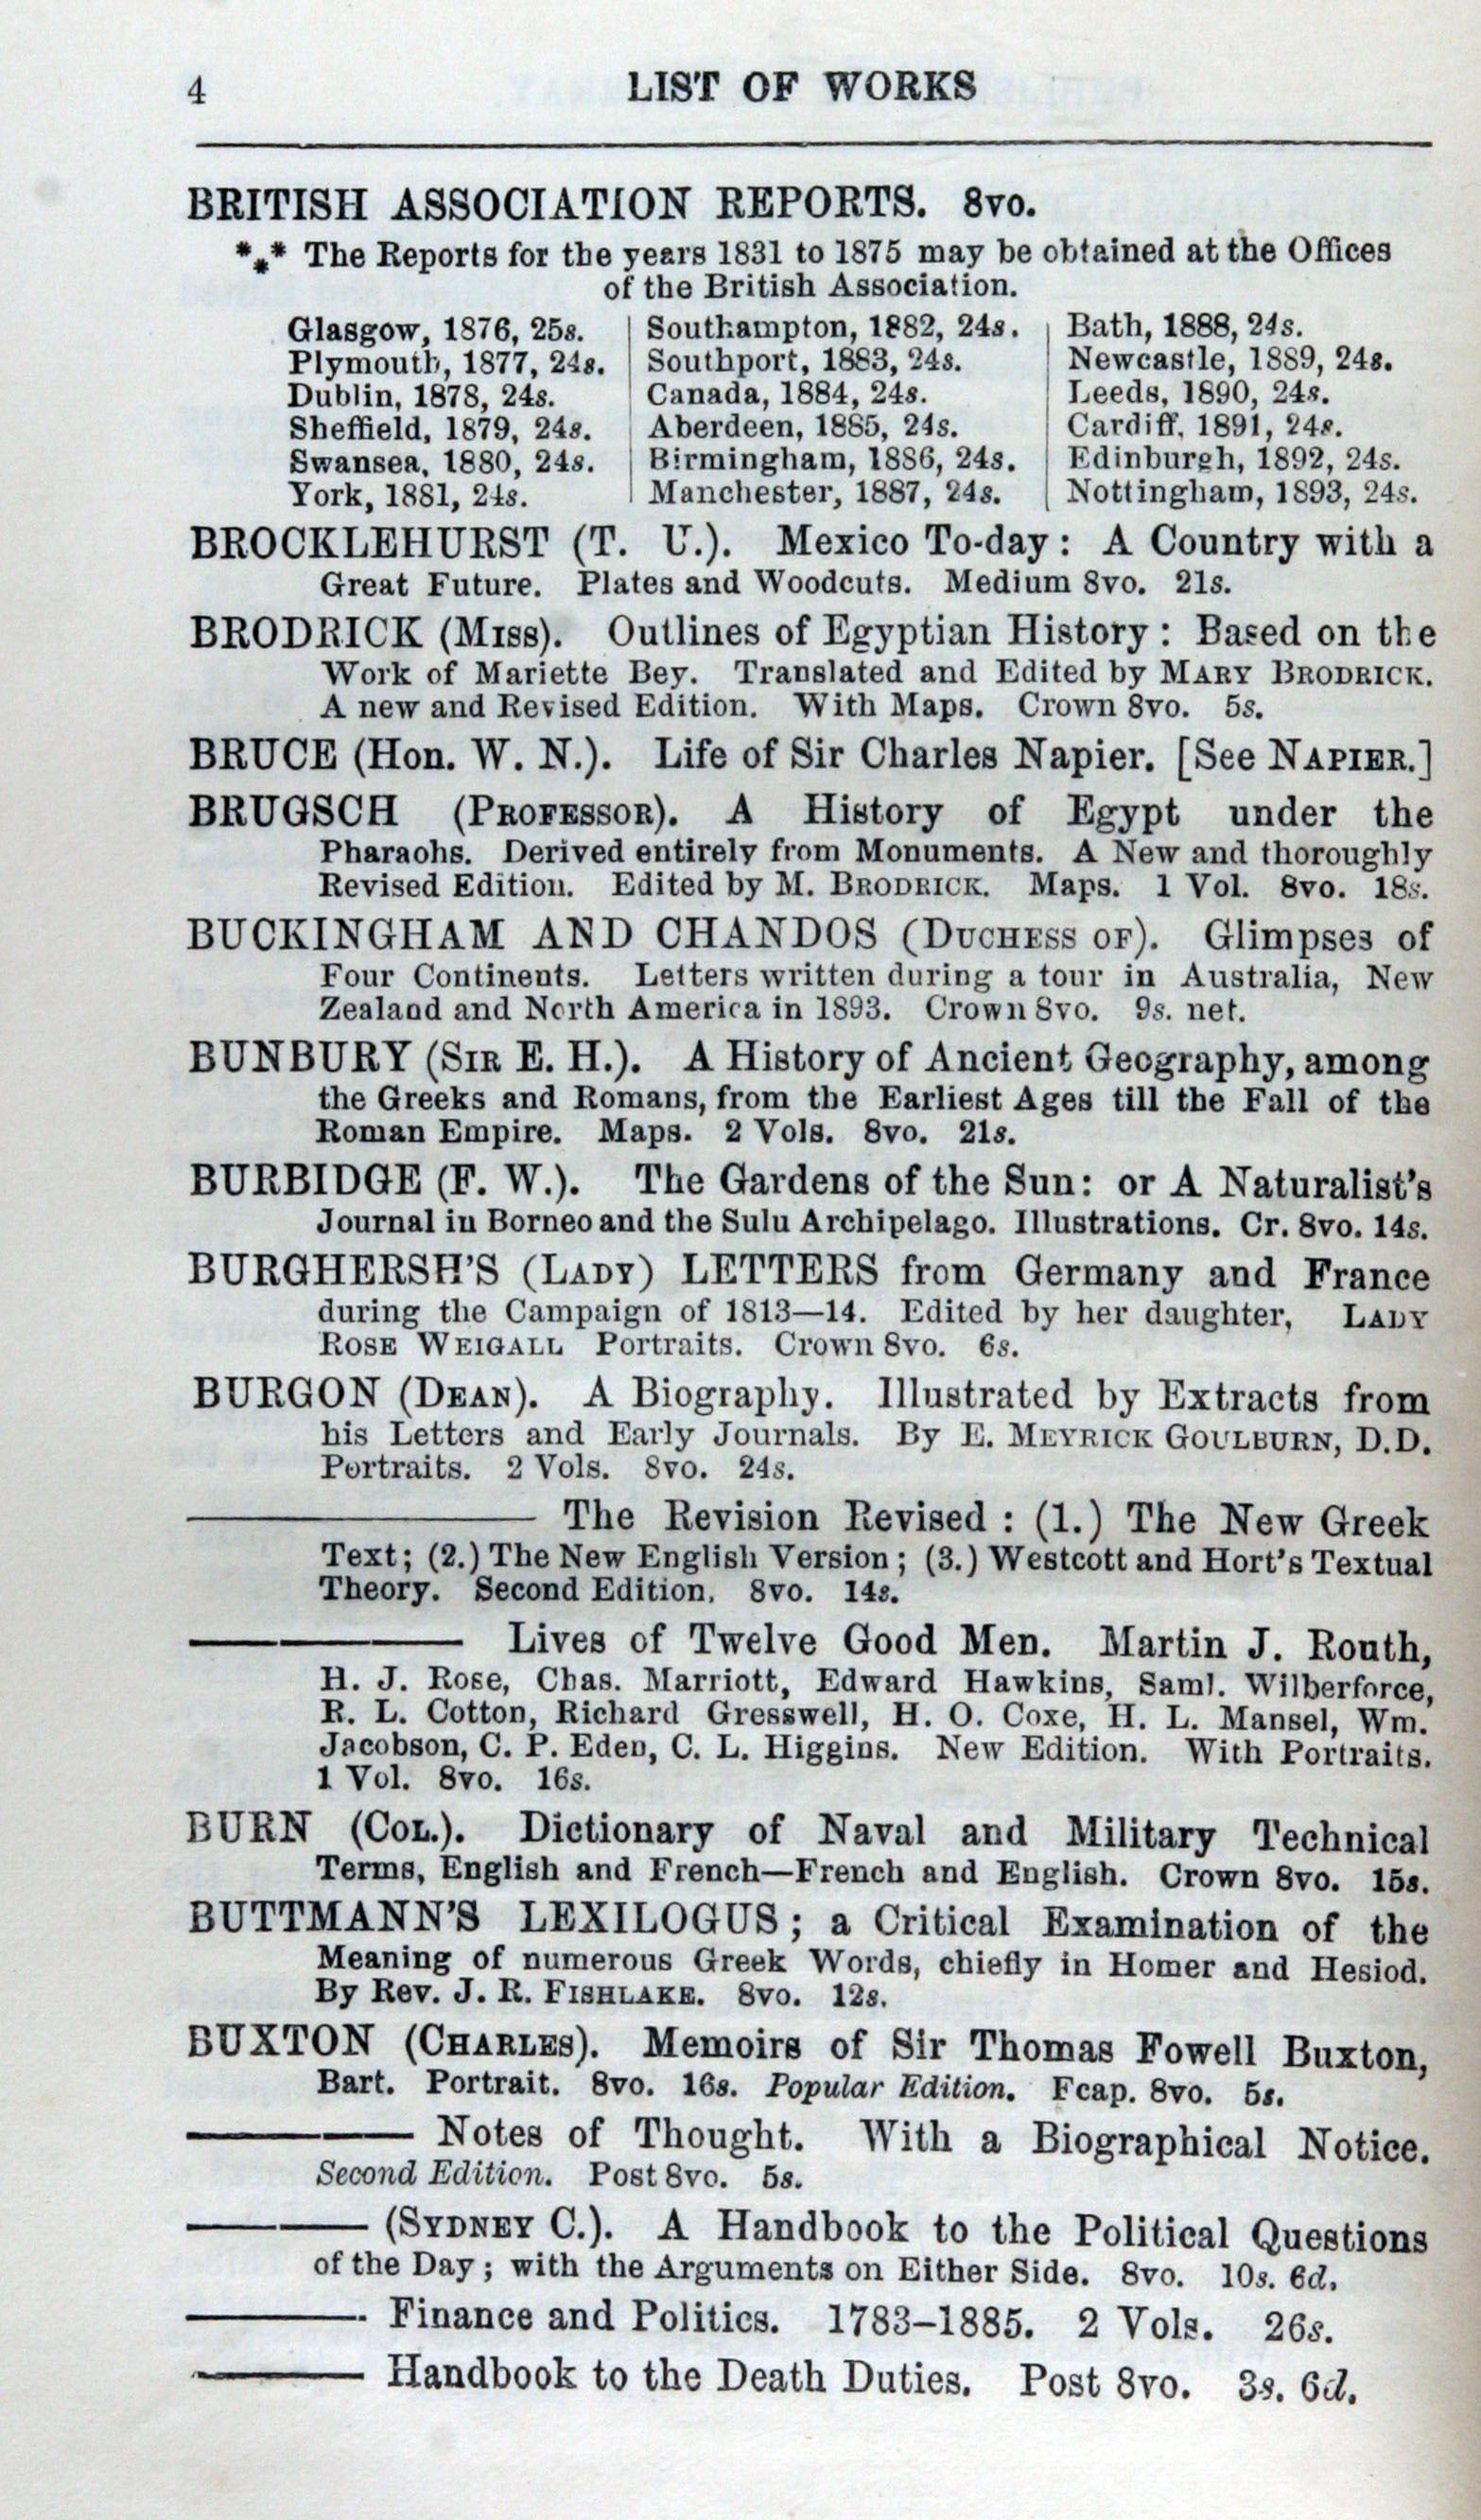 4 LIST OF WORKS
BRITISH ASSOCIATION REPORTS. 8vo.
*⁎* The Reports for the years 1831 to 1875 may be obtained at the Offices
of the British Association.
Glasgow, 1876, 25s.
Plymouth, 1877, 24s.
Dublin, 1878, 24s.
Sheffield, 1879, 24s.
Swansea, 1880, 24s.
York, 1881, 24s.
Southampton, 1882, 24s.
Southport, 1883, 24s.
Canada, 1884, 24s.
Aberdeen, 1885, 24s.
Birmingham, 1886, 24s.
Manchester, 1887, 24s.
Bath, 1888, 24s.
Newcastle, 1889, 24s.
Leeds, 1890, 24s.
Cardiff, 1891, 24s.
Edinburgh, 1892, 24s.
Nottingham, 1893, 24s.
BROCKLEHURST (T. U.). Mexico To-day: A Country with a
Great Future. Plates and Woodcuts. Medium 8vo. 21s.
BRODRICK (Miss). Outlines of Egyptian History: Based on the
Work of Mariette Bey. Translated and Edited by MARY BRODRICK.
A new and Revised Edition. With Maps. Crown 8vo. 5s.
BRUCE (Hon. W. N.). Life of Sir Charles Napier. [See NAPIER.]
BRUGSCH (PROFESSOR). A History of Egypt under the
Pharaohs. Derived entirely from Monuments. A New and thoroughly
Revised Edition. Edited by M. BRODRICK. Maps. 1 Vol. 8vo. 18s.
BUCKINGHAM AND CHANDOS (DUCHESS OF). Glimpses of
Four Continents. Letters written during a tour in Australia, New
Zealand and North America in 1893. Crown 8vo. 9s. net.
BUNBURY (SIR E. H.). A History of Ancient Geography, among
the Greeks and Romans, from the Earliest Ages till the Fall of the
Roman Empire. Maps. 2 Vols. 8vo. 21s.
BURBIDGE (F. W.). The Gardens of the Sun: or A Naturalist's
Journal in Borneo and the Sulu Archipelago. Illustrations. Cr. 8vo. 14s.
BURGHERSH'S (LADY) LETTERS from Germany and France
during the Campaign of 1813—14. Edited by her daughter, LADY
ROSE WEIGALL Portraits. Crown 8vo. 6s.
BURGON (DEAN). A Biography. Illustrated by Extracts from
his Letters and Early Journals. By E. MEYRICK GOULBURN, D.D.
Portraits. 2 Vols. 8vo. 24s.
——— The Revision Revised: (1.) The New Greek
Text; (2.) The New English Version; (3.) Westcott and Hort's Textual
Theory. Second Edition. 8vo. 14s.
——— Lives of Twelve Good Men. Martin J. Routh,
H. J. Rose, Chas. Marriott, Edward Hawkins, Saml. Wilberforce,
R. L. Cotton, Richard Gresswell, H. O. Coxe, H. L. Mansel, Wm.
Jacobson, C. P. Eden, C. L. Higgins. New Edition. With Portraits.
1 Vol. 8vo. 16s.
BURN (COL.). Dictionary of Naval and Military Technical
Terms, English and French—French and English. Crown 8vo. 15s.
BUTTMANN'S LEXILOGUS; a Critical Examination of the
Meaning of numerous Greek Words, chiefly in Homer and Hesiod.
By Rev. J. R. FISHLAKE. 8vo. 12s.
BUXTON (CHARLES). Memoirs of Sir Thomas Fowell Buxton,
Bart. Portrait. 8vo. 16s. Popular Edition. Fcap. 8vo. 5s.
——— Notes of Thought. With a Biographical Notice.
Second Edition. Post 8vo. 5s.
——— (SYDNEY C.). A Handbook to the Political Questions
of the Day; with the Arguments on Either Side. 8vo. 10s. 6d.
——— Finance and Politics. 1783–1885. 2 Vols. 26s.
——— Handbook to the Death Duties. Post 8vo. 3s. 6d.